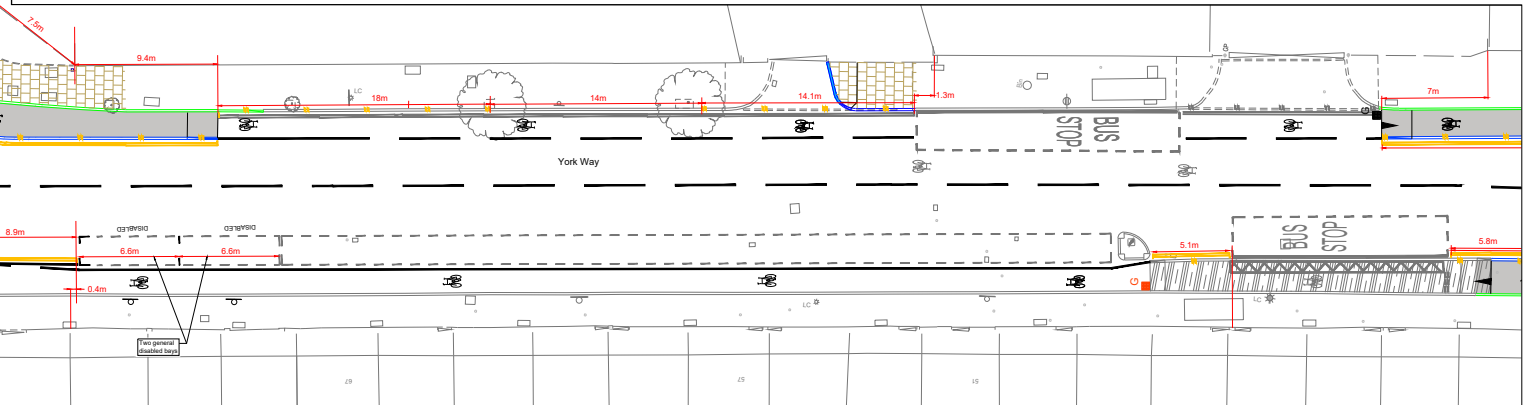 7.5m
9.4m
18m
14m
14.1m
1.3m
7m
LC
Bin
BUS
STOP
G
York Way
8.9m
DISABLED
DISABLED
6.6m
6.6m
0.4m
5.1m
BUS
STOP
5.8m
G
LC
LC
Two general
disabled bays
67
57
51